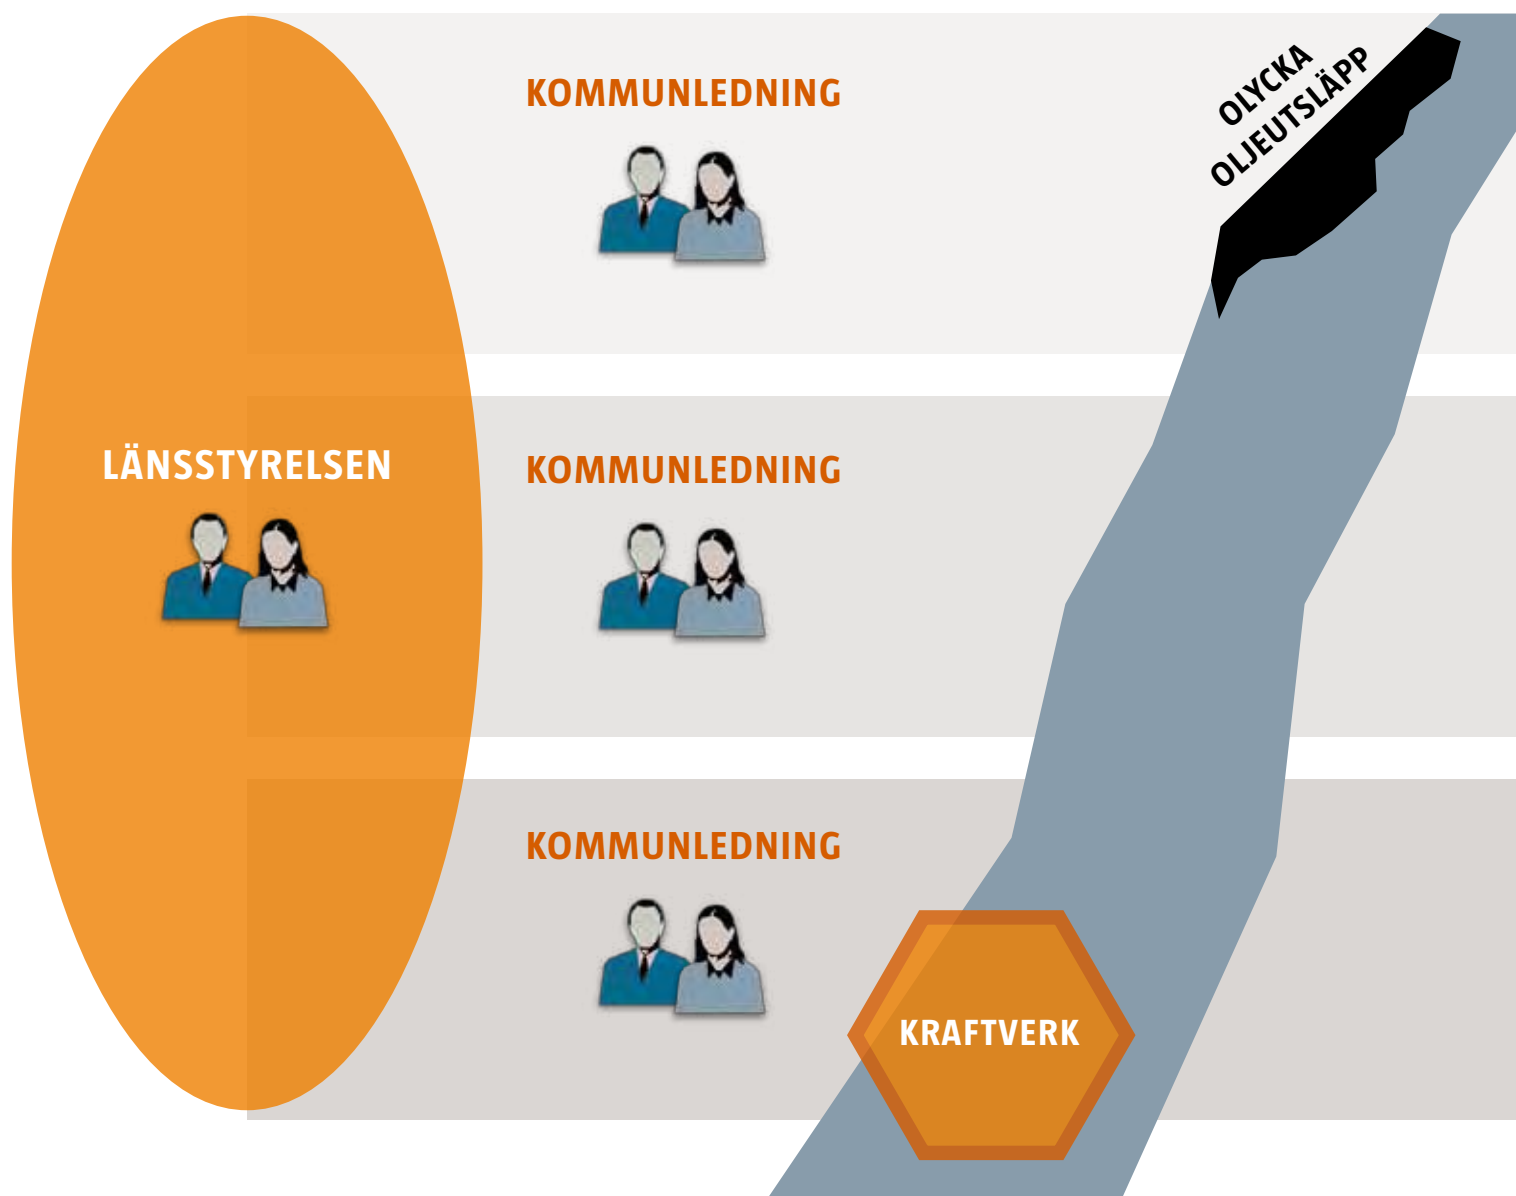 KOMMUNLEDNING
OLYCKA
OLJEUTSLÄPP
LÄNSSTYRELSEN
KOMMUNLEDNING
KOMMUNLEDNING
KRAFTVERK